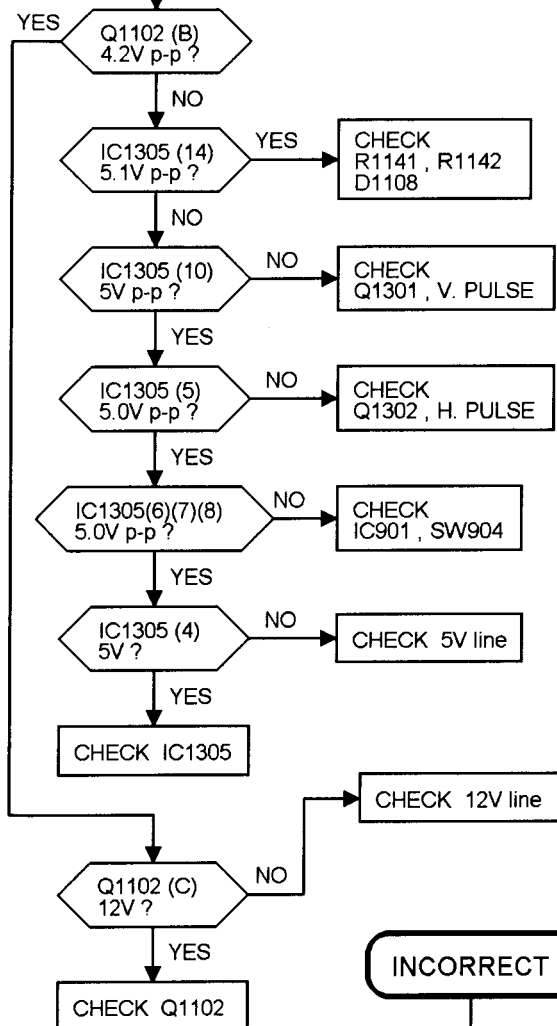 YES
Q1102 (B)
4.2V p-p ?
NO
IC1305 (14)
5.1V p-p ?
YES
CHECK
R1141 , R1142
D1108
NO
IC1305 (10)
5V p-p ?
NO
CHECK
Q1301 , V. PULSE
YES
IC1305 (5)
5.0V p-p ?
NO
CHECK
Q1302 , H. PULSE
YES
IC1305(6)(7)(8)
5.0V p-p ?
NO
CHECK
IC901 , SW904
YES
IC1305 (4)
5V ?
NO
CHECK 5V line
YES
CHECK IC1305
CHECK 12V line
Q1102 (C)
12V ?
NO
YES
CHECK Q1102
INCORRECT